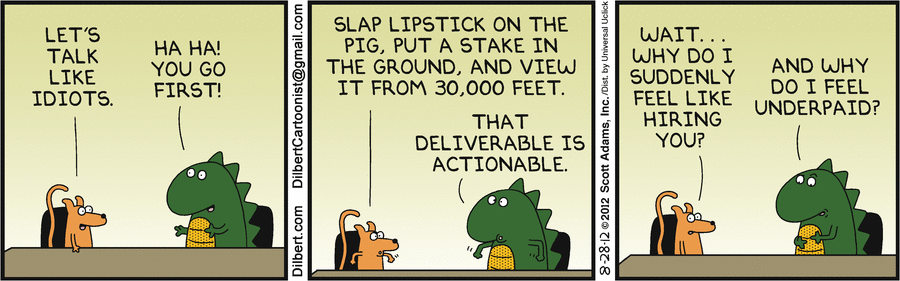 LET'S
TALK
LIKE
IDIOTS.
HA HA!
YOU GO
FIRST!
Dilbert.com DilbertCartoonist@gmail.com
SLAP LIPSTICK ON THE
PIG, PUT A STAKE IN
THE GROUND, AND VIEW
IT FROM 30,000 FEET.
THAT
DELIVERABLE IS
ACTIONABLE.
8-28-12 © 2012 Scott Adams, Inc. /Dist. by Universal Uclick
WAIT...
WHY DO I
SUDDENLY
FEEL LIKE
HIRING
YOU?
AND WHY
DO I FEEL
UNDERPAID?